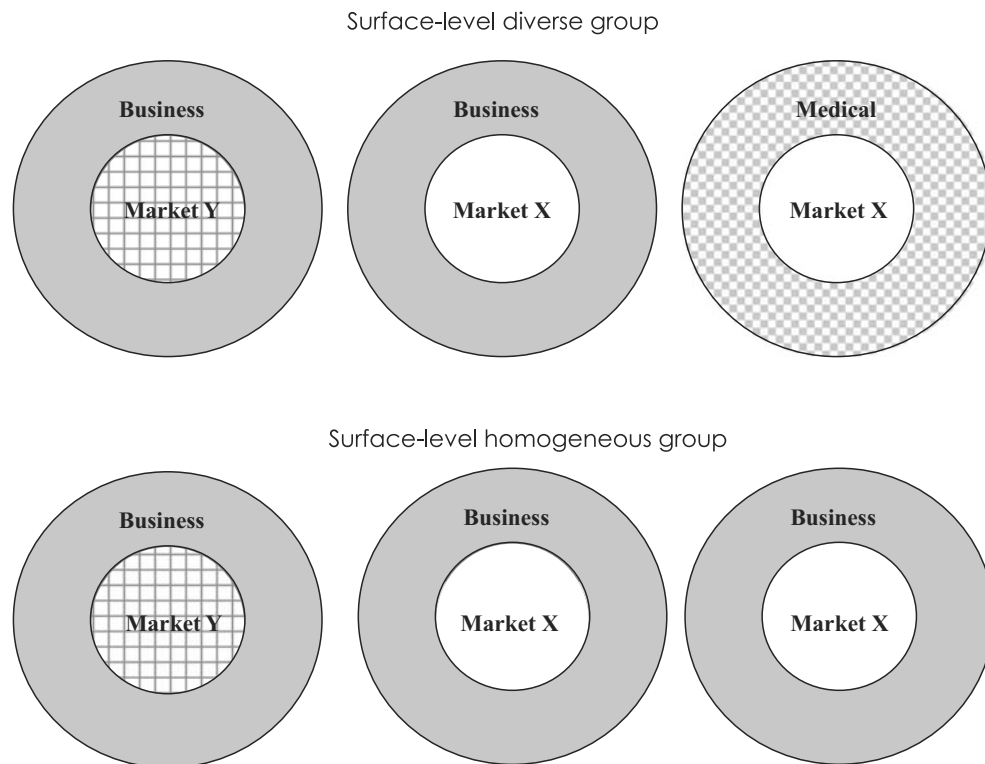 Surface-level diverse group
Business
Business
Medical
Market Y
Market X
Market X
Surface-level homogeneous group
Business
Business
Business
Market Y
Market X
Market X